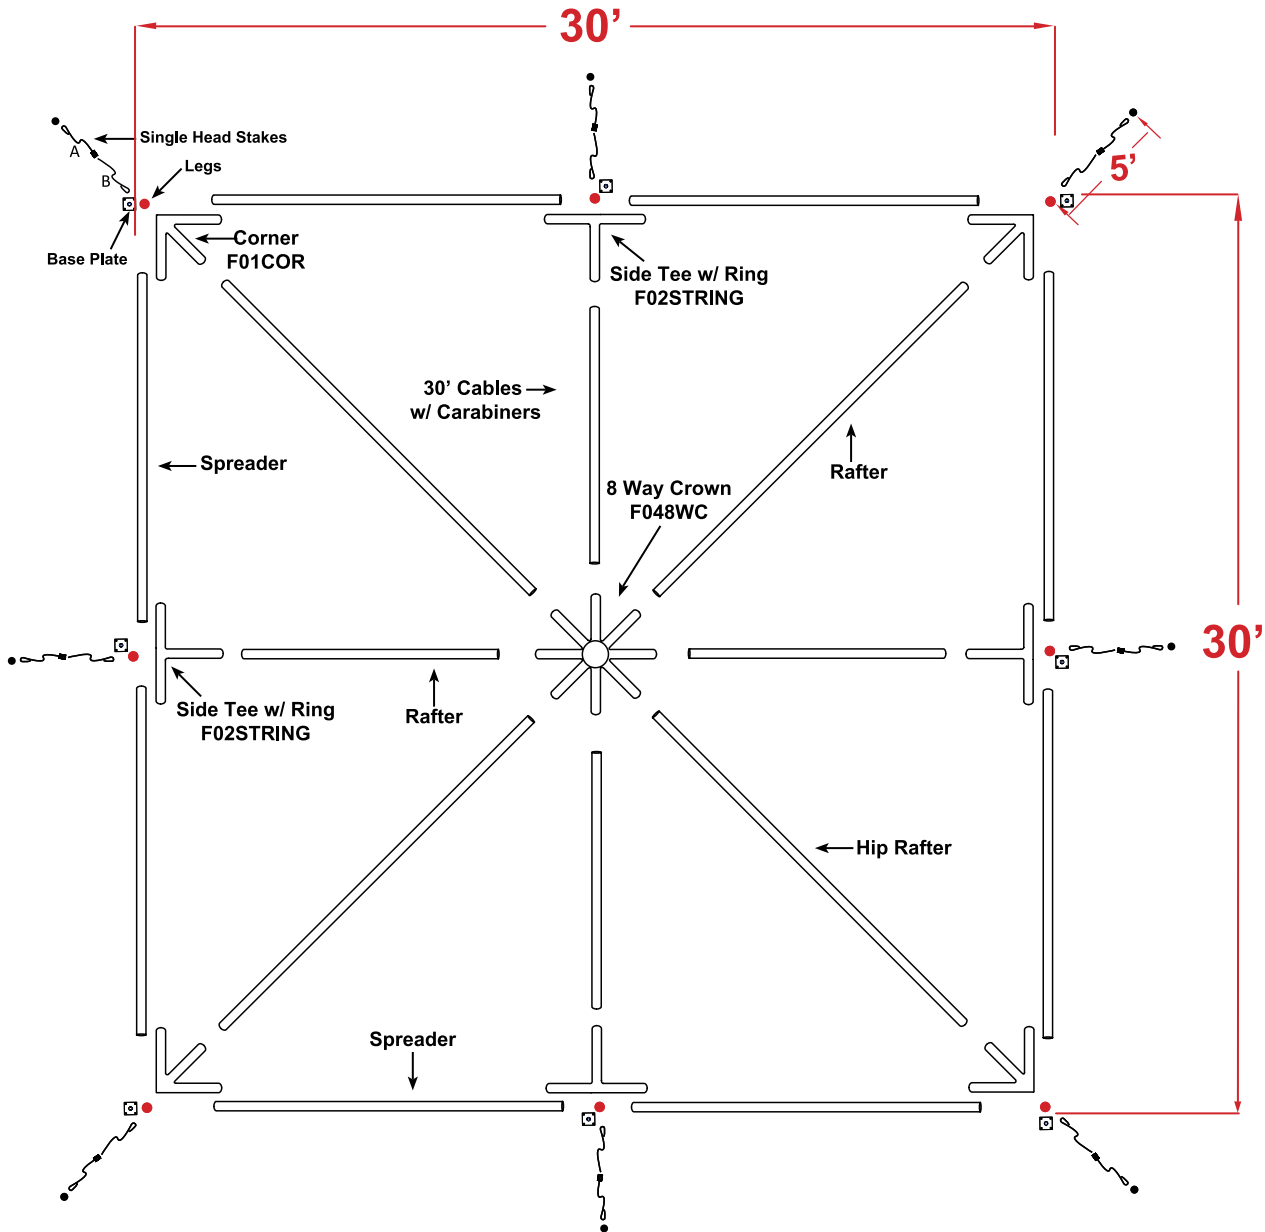 30’
Single Head Stakes
A
B
Legs
Base Plate
5’
Corner
F01COR
Side Tee w/ Ring
F02STRING
30’ Cables
w/ Carabiners
Spreader
Rafter
8 Way Crown
F048WC
30’
Side Tee w/ Ring
F02STRING
Rafter
Hip Rafter
Spreader